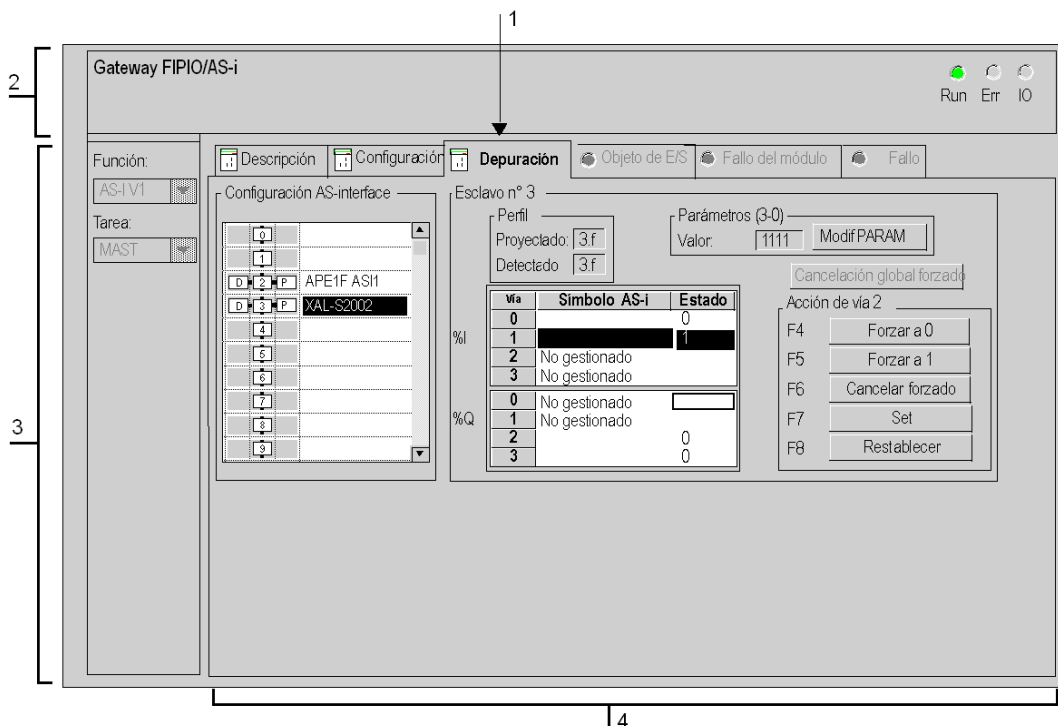 1
2
Gateway FIPIO/AS-i
Run Err IO
3
Función:
AS-I V1
Tarea:
MAST
Descripción Configuración Depuración Objeto de E/S Fallo del módulo Fallo
Configuración AS-interface
0
1
D 2 P APE1F ASI1
D 3 P XAL-S2002
4
5
6
7
8
9
Esclavo n° 3
Perfil
Proyectado: 3.f
Detectado 3.f
Parámetros (3-0)
Valor: 1111 Modif PARAM
Cancelación global forzado
Vía Simbolo AS-i Estado
%I
0 0
1 1
2 No gestionado
3 No gestionado
%Q
0 No gestionado
1 No gestionado
2 0
3 0
Acción de vía 2
F4 Forzar a 0
F5 Forzar a 1
F6 Cancelar forzado
F7 Set
F8 Restablecer
4